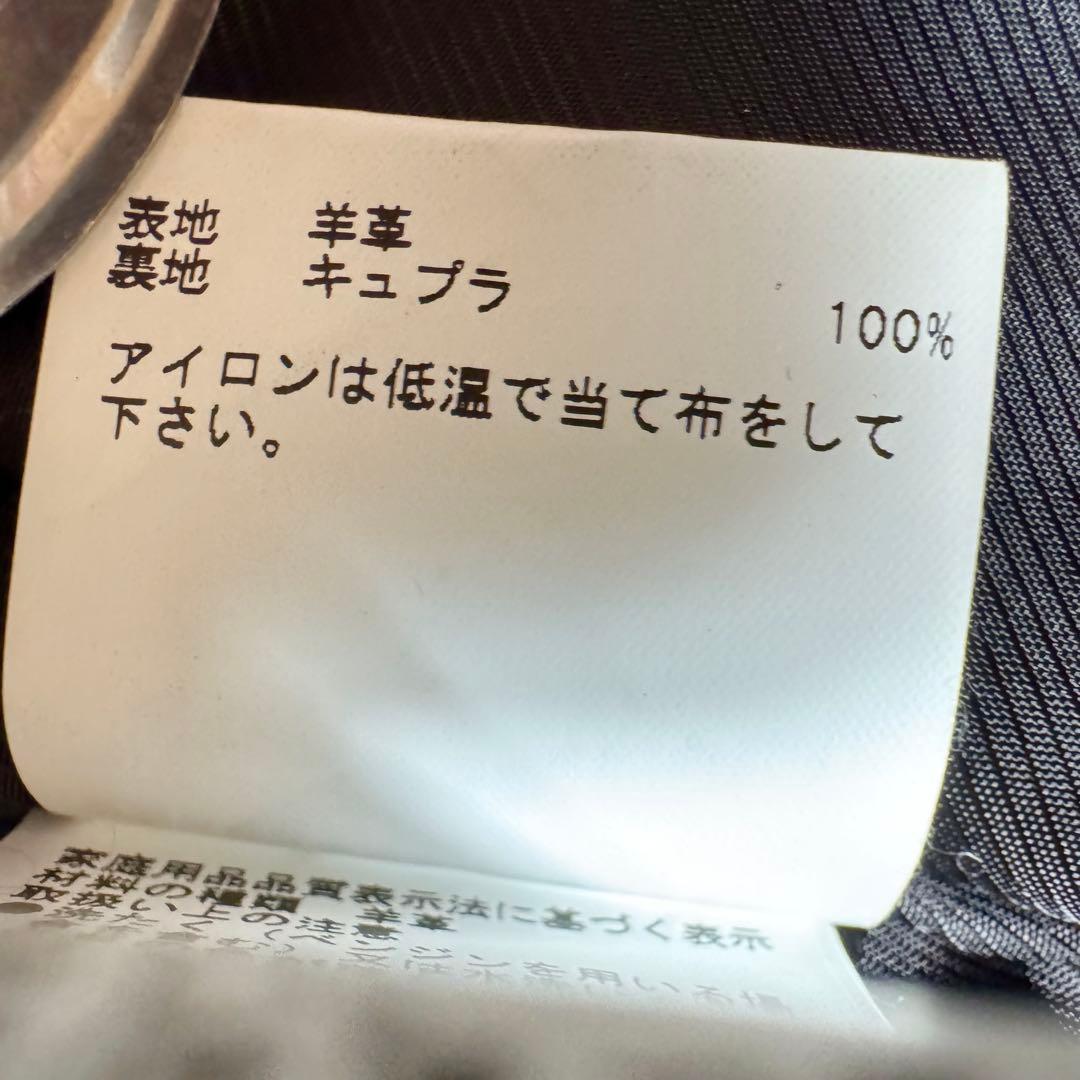 表地 羊革
裏地 キュプラ 100%
アイロンは低温で当て布をして
下さい。
家庭用品品質表示法に基づく表示
材料の種類 羊革
取扱い上の注意